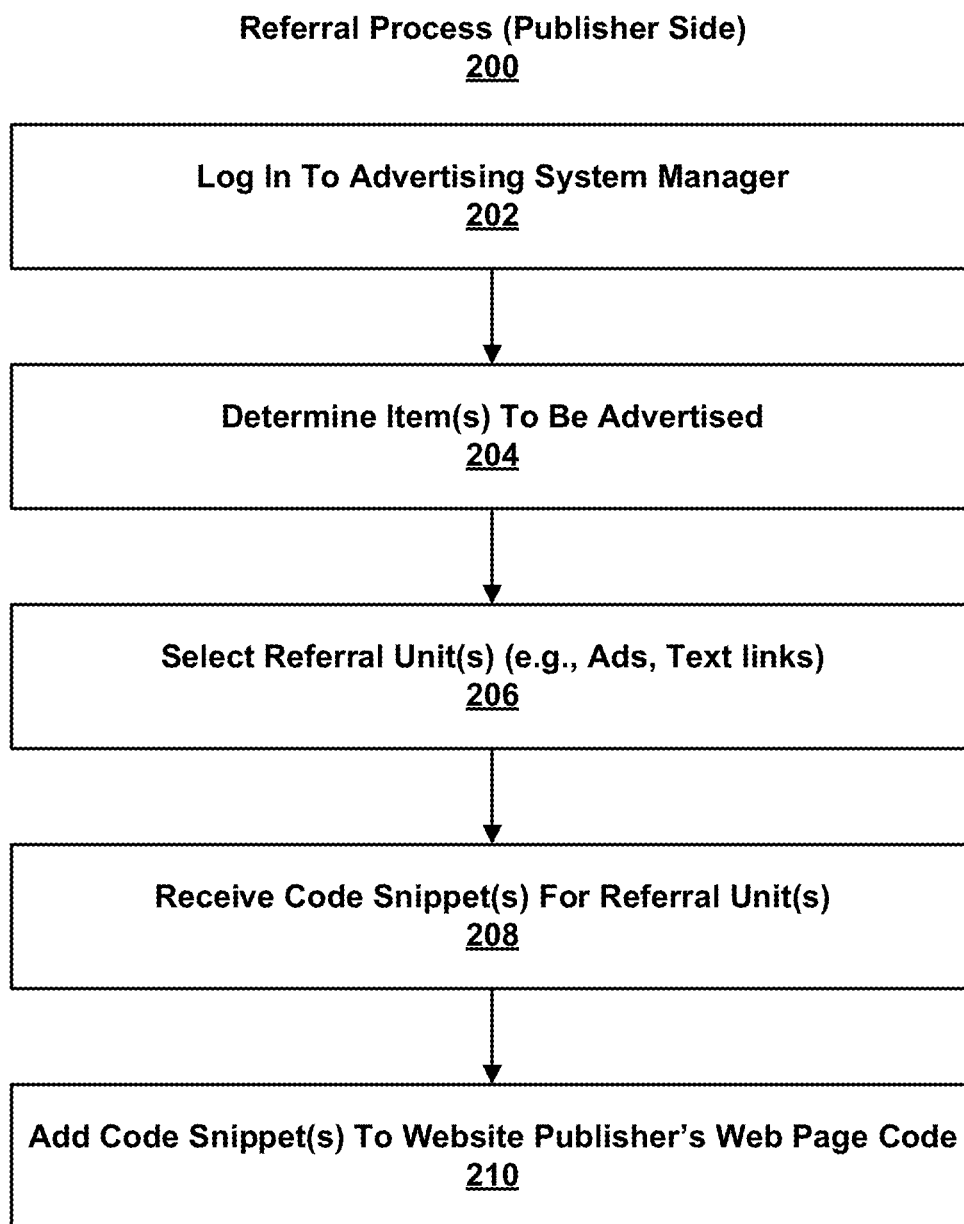 Referral Process (Publisher Side)
200
Log In To Advertising System Manager
202
Determine Item(s) To Be Advertised
204
Select Referral Unit(s) (e.g., Ads, Text links)
206
Receive Code Snippet(s) For Referral Unit(s)
208
Add Code Snippet(s) To Website Publisher’s Web Page Code
210